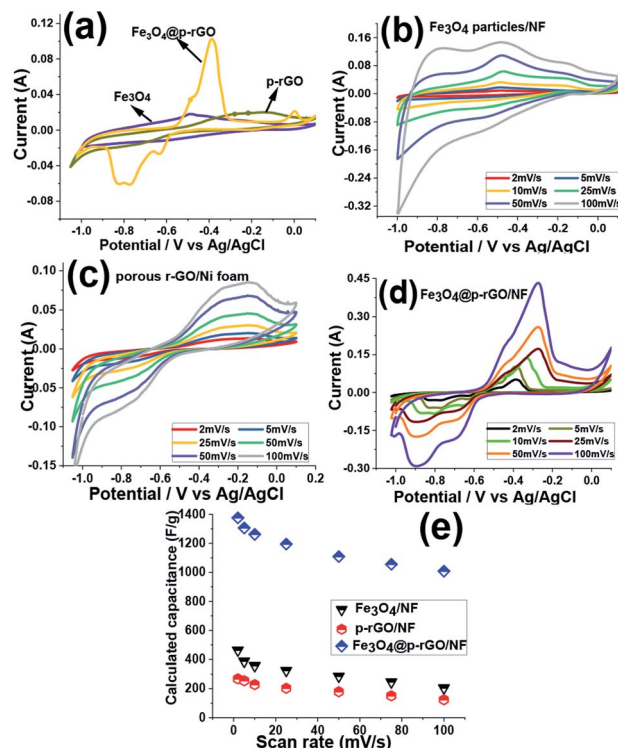 (a)
Fe3O4@p-rGO
Fe3O4
p-rGO
Current (A)
0.12
0.08
0.04
0.00
-0.04
-0.08
-1.0 -0.8 -0.6 -0.4 -0.2 0.0
Potential / V vs Ag/AgCl
(b)
Fe3O4 particles/NF
Current (A)
0.16
0.08
0.00
-0.08
-0.16
-0.24
-0.32
2mV/s 5mV/s
10mV/s 25mV/s
50mV/s 100mV/s
-1.0 -0.8 -0.6 -0.4 -0.2 0.0
Potential / V vs Ag/AgCl
(c)
porous r-GO/Ni foam
Current (A)
0.10
0.05
0.00
-0.05
-0.10
-0.15
2mV/s 5mV/s
25mV/s 50mV/s
50mV/s 100mV/s
-1.0 -0.8 -0.6 -0.4 -0.2 0.0 0.2
Potential / V vs Ag/AgCl
(d)
Fe3O4@p-rGO/NF
Current (A)
0.45
0.30
0.15
0.00
-0.15
-0.30
2mV/s 5mV/s
10mV/s 25mV/s
50mV/s 100mV/s
-1.0 -0.8 -0.6 -0.4 -0.2 0.0
Potential / V vs Ag/AgCl
(e)
Calculated capacitance (F/g)
1400
1200
1000
800
600
400
200
0
Fe3O4/NF
p-rGO/NF
Fe3O4@p-rGO/NF
0 20 40 60 80 100
Scan rate (mV/s)